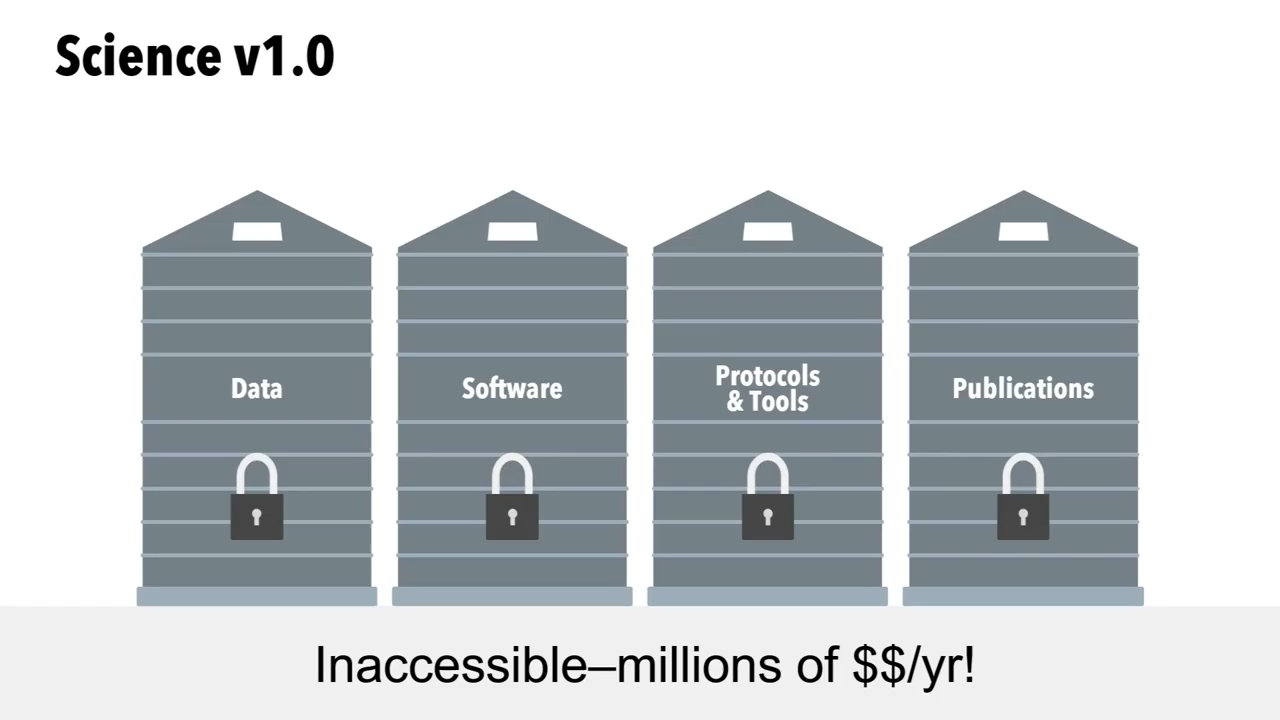 Science v1.0
Data
Software
Protocols
& Tools
Publications
Inaccessible–millions of $$/yr!